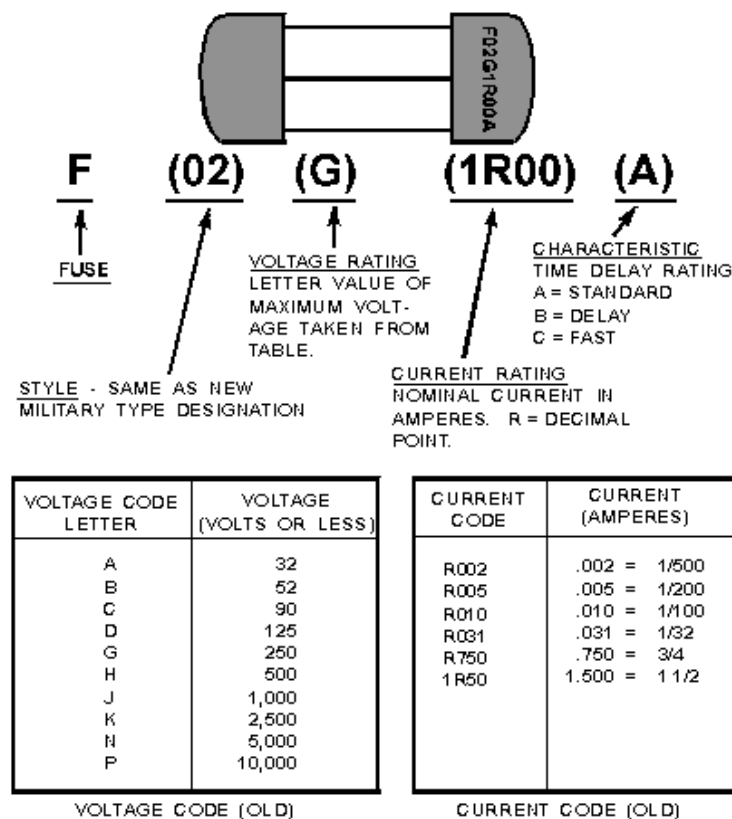 F02G1R00A
F (02) (G) (1R00) (A)
FUSE
STYLE - SAME AS NEW
MILITARY TYPE DESIGNATION
VOLTAGE RATING
LETTER VALUE OF
MAXIMUM VOLT-
AGE TAKEN FROM
TABLE.
CURRENT RATING
NOMINAL CURRENT IN
AMPERES. R = DECIMAL
POINT.
CHARACTERISTIC
TIME DELAY RATING
A = STANDARD
B = DELAY
C = FAST
VOLTAGE CODE LETTER VOLTAGE (VOLTS OR LESS)
A 32
B 52
C 90
D 125
G 250
H 500
J 1,000
K 2,500
N 5,000
P 10,000
VOLTAGE CODE (OLD)
CURRENT CODE CURRENT (AMPERES)
R002 .002 = 1/500
R005 .005 = 1/200
R010 .010 = 1/100
R031 .031 = 1/32
R750 .750 = 3/4
1R50 1.500 = 1 1/2
CURRENT CODE (OLD)